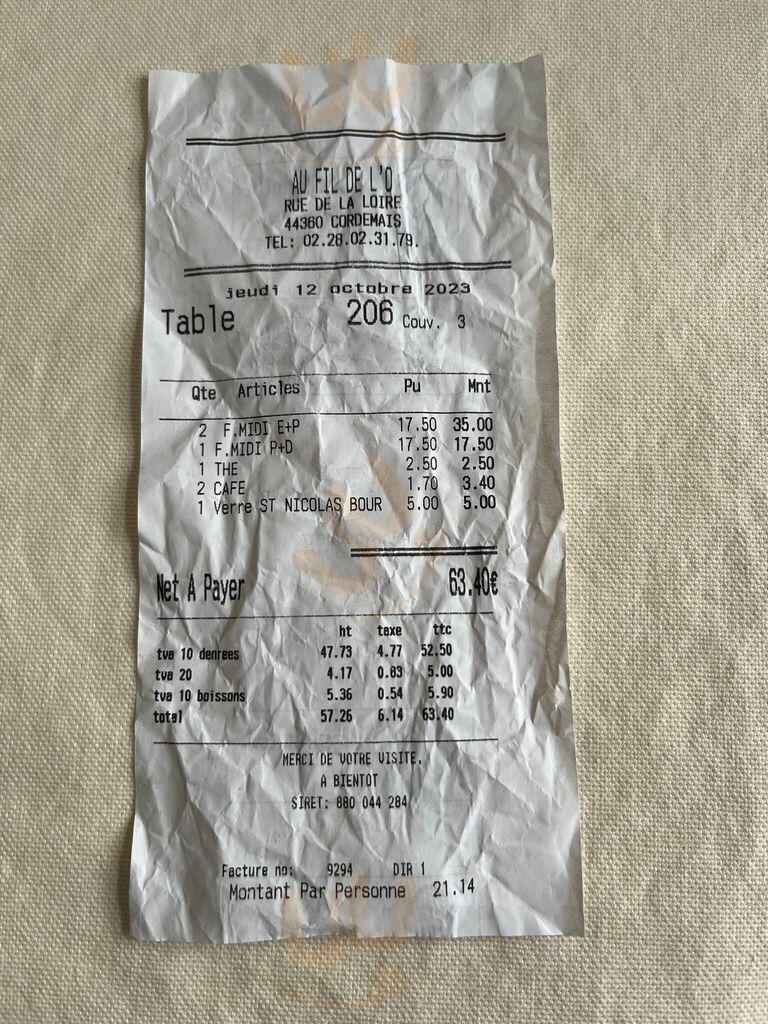 AU FIL DE L'O
RUE DE LA LOIRE
44360 CORDEMAIS
TEL: 02.28.02.31.79.
jeudi 12 octobre 2023
Table 206 Couv. 3
Qte Articles Pu Mnt
2 F.MIDI E+P 17.50 35.00
1 F.MIDI P+D 17.50 17.50
1 THE 2.50 2.50
2 CAFE 1.70 3.40
1 Verre ST NICOLAS BOUR 5.00 5.00
Net A Payer 63.40€
ht taxe ttc
tva 10 denrees 47.73 4.77 52.50
tva 20 4.17 0.83 5.00
tva 10 boissons 5.36 0.54 5.90
total 57.26 6.14 63.40
MERCI DE VOTRE VISITE.
A BIENTOT
SIRET: 880 044 284
Facture no: 9294 DIR 1
Montant Par Personne 21.14